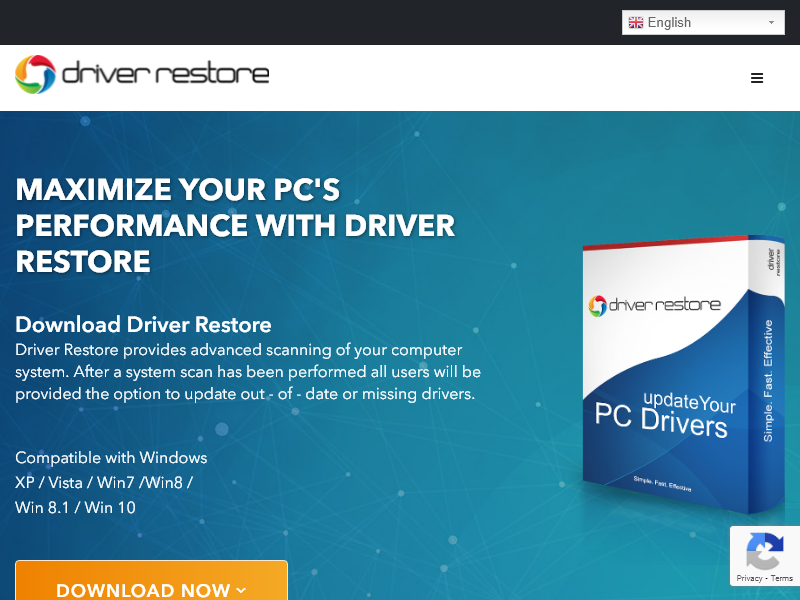 English
driver restore
MAXIMIZE YOUR PC'S
PERFORMANCE WITH DRIVER
RESTORE
Download Driver Restore
Driver Restore provides advanced scanning of your computer
system. After a system scan has been performed all users will be
provided the option to update out - of - date or missing drivers.
Compatible with Windows
XP / Vista / Win7 /Win8 /
Win 8.1 / Win 10
DOWNLOAD NOW
driver restore
updateYour
PC Drivers
Simple. Fast. Effective
driver
restore
Simple. Fast. Effective
Privacy - Terms